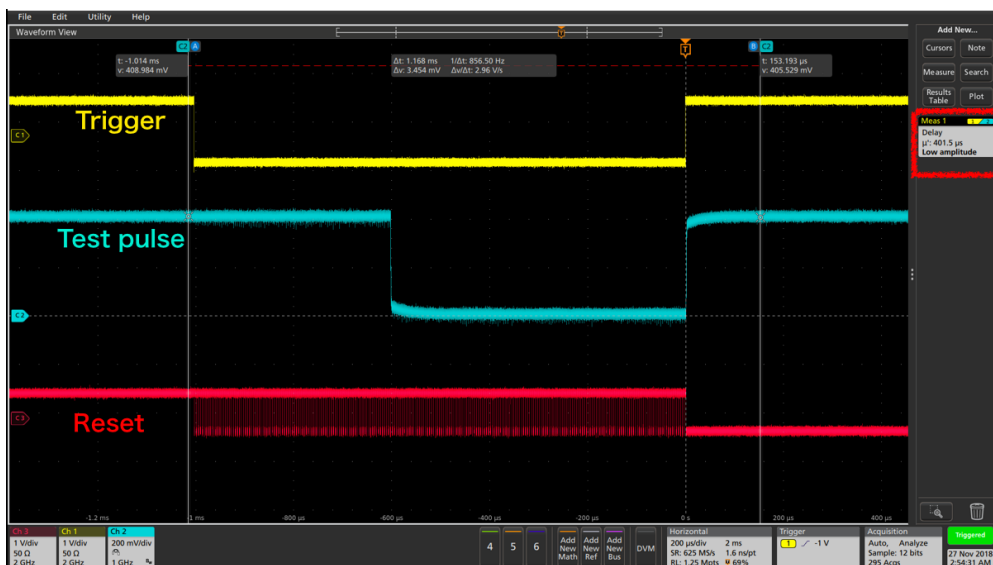 File Edit Utility Help
Waveform View
Add New...
Cursors Note
Measure Search
Results Table Plot
Meas 1
Delay
µ': 401.5 µs
Low amplitude
C2 A
t: -1.014 ms
v: 408.984 mV
Δt: 1.168 ms 1/Δt: 856.50 Hz
Δv: 3.454 mV Δv/Δt: 2.96 V/s
T
T
B C2
t: 153.193 µs
v: 405.529 mV
Trigger
C1
Test pulse
C2
Reset
C3
-1.2 ms -1 ms -800 µs -600 µs -400 µs -200 µs 0 s 200 µs 400 µs
Ch 3
1 V/div
50 Ω
2 GHz
Ch 1
1 V/div
50 Ω
2 GHz
Ch 2
200 mV/div
1 GHz
4 5 6
Add New Math
Add New Ref
Add New Bus
DVM
Horizontal
200 µs/div 2 ms
SR: 625 MS/s 1.6 ns/pt
RL: 1.25 Mpts 69%
Trigger
1 -1 V
Acquisition
Auto, Analyze
Sample: 12 bits
295 Acqs
Triggered
27 Nov 2018
2:54:31 AM